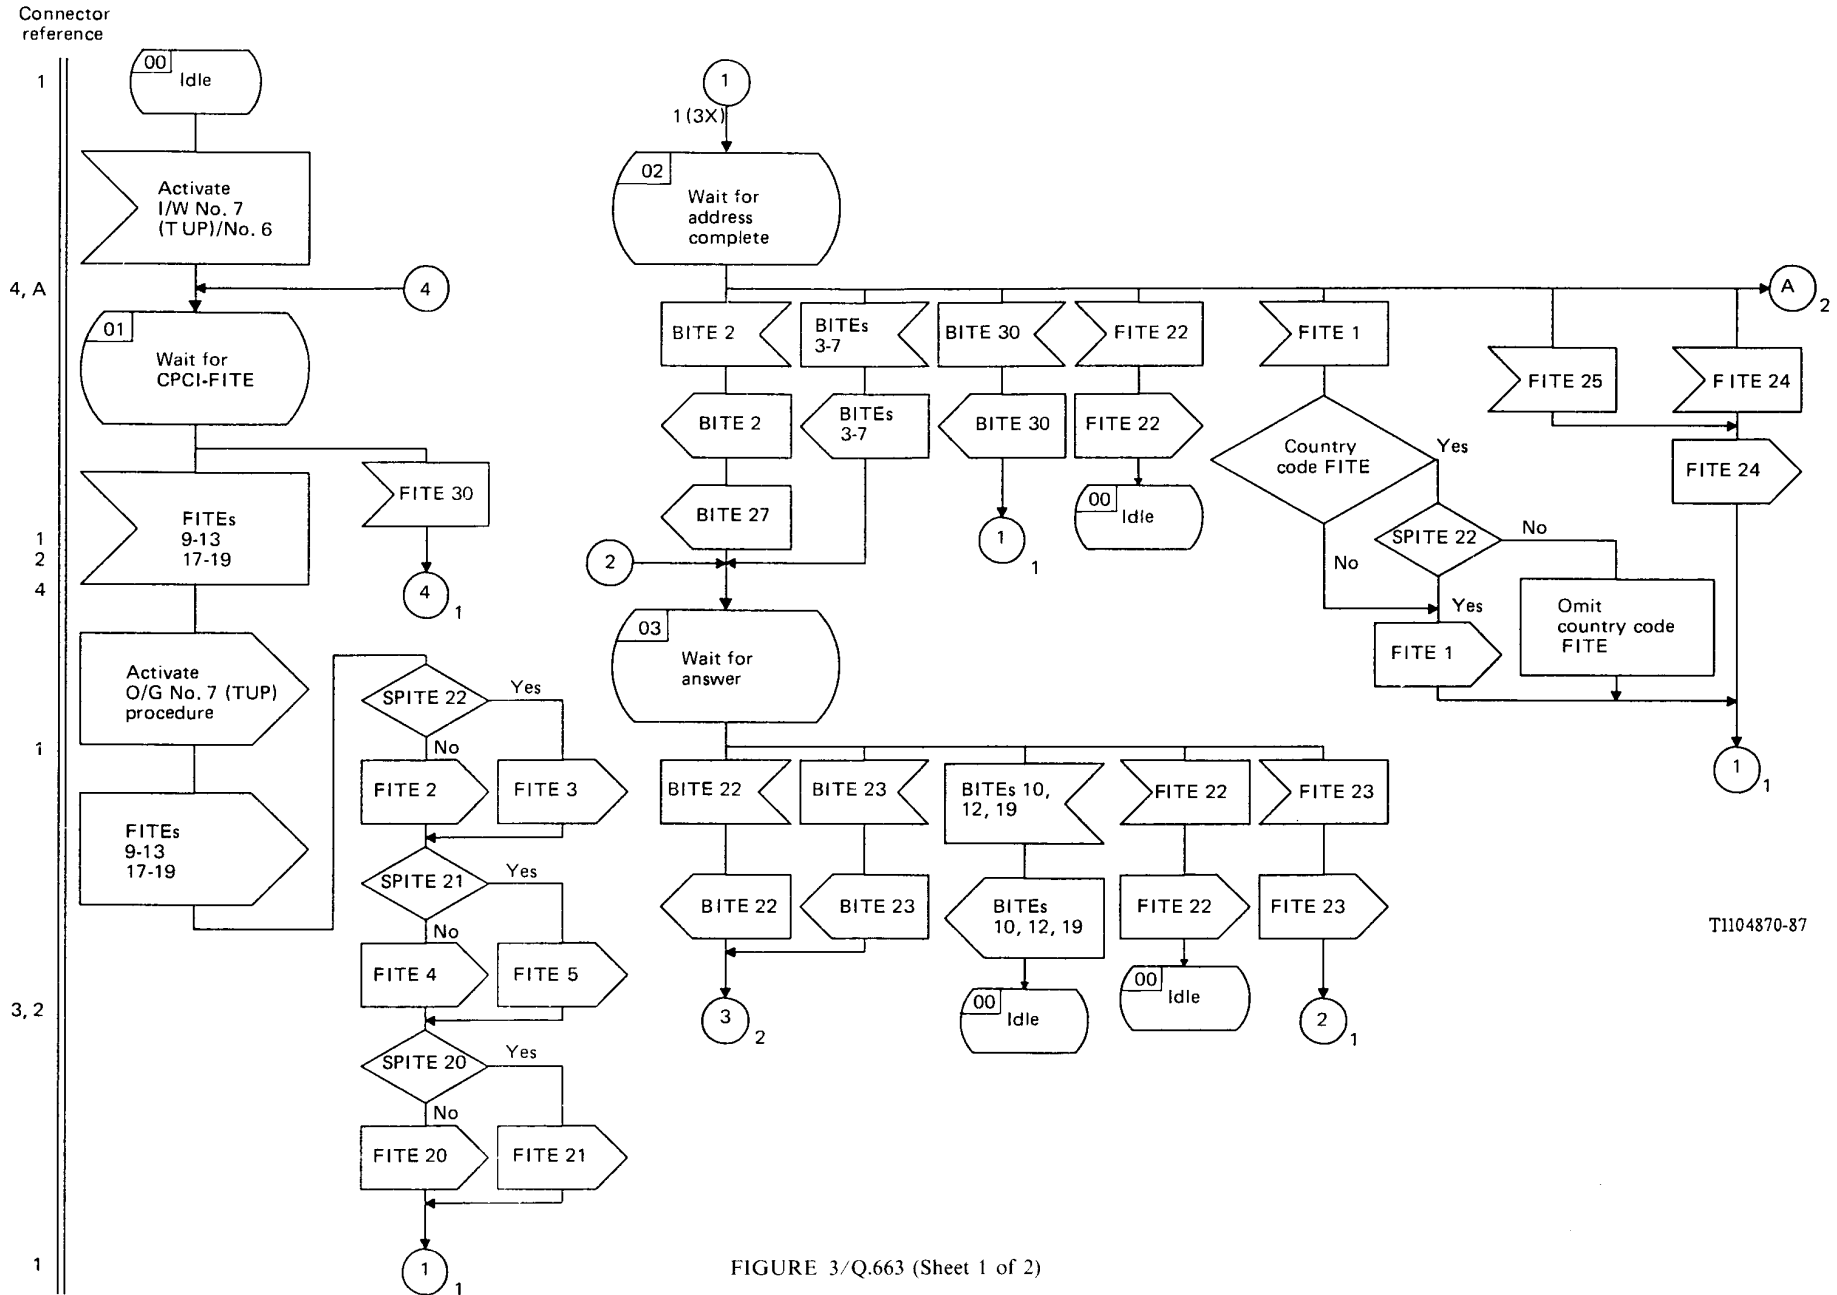 Connector
reference
1
4, A
1
2
4
1
3, 2
1
00
Idle
Activate
I/W No. 7
(TUP)/No. 6
4
01
Wait for
CPCI-FITE
FITEs
9-13
17-19
FITE 30
4
1
Activate
O/G No. 7 (TUP)
procedure
FITEs
9-13
17-19
SPITE 22
Yes
No
FITE 2
FITE 3
SPITE 21
Yes
No
FITE 4
FITE 5
SPITE 20
Yes
No
FITE 20
FITE 21
1
1
1
1 (3X)
02
Wait for
address
complete
A
2
BITE 2
BITEs
3-7
BITE 30
FITE 22
FITE 1
FITE 25
FITE 24
BITE 2
BITEs
3-7
BITE 30
FITE 22
Country
code FITE
Yes
FITE 24
BITE 27
1
1
00
Idle
SPITE 22
No
No
Yes
Omit
country code
FITE
FITE 1
1
1
2
03
Wait for
answer
BITE 22
BITE 23
BITEs 10,
12, 19
FITE 22
FITE 23
BITE 22
BITE 23
BITEs
10, 12, 19
FITE 22
FITE 23
3
2
00
Idle
00
Idle
2
1
T1104870-87
FIGURE 3/Q.663 (Sheet 1 of 2)